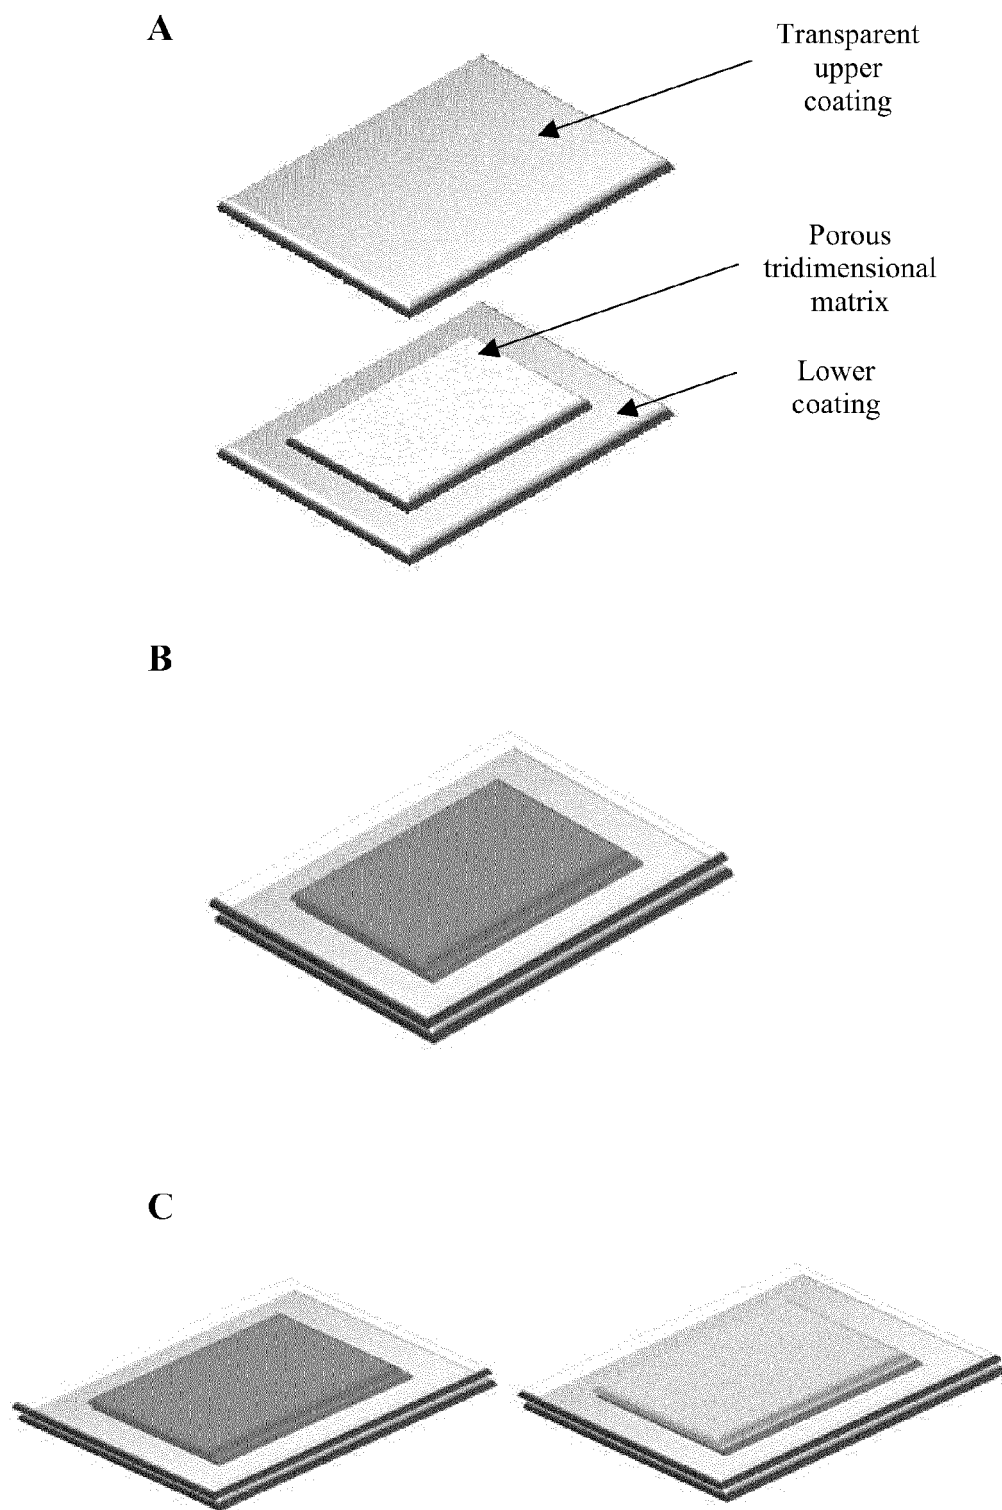 A
Transparent
upper
coating
Porous
tridimensional
matrix
Lower
coating
B
C